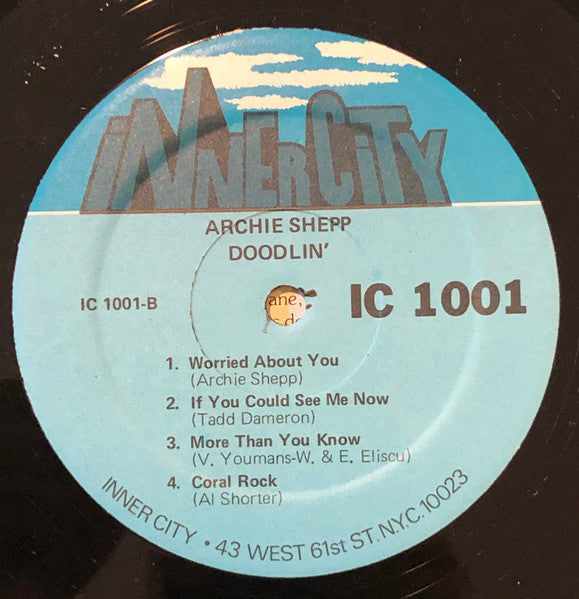 INNER CITY
ARCHIE SHEPP
DOODLIN'
IC 1001-B
IC 1001
ane,
1. Worried About You
(Archie Shepp)
2. If You Could See Me Now
(Tadd Dameron)
3. More Than You Know
(V. Youmans-W. & E. Eliscu)
4. Coral Rock
(Al Shorter)
INNER CITY • 43 WEST 61st ST. N.Y.C. 10023